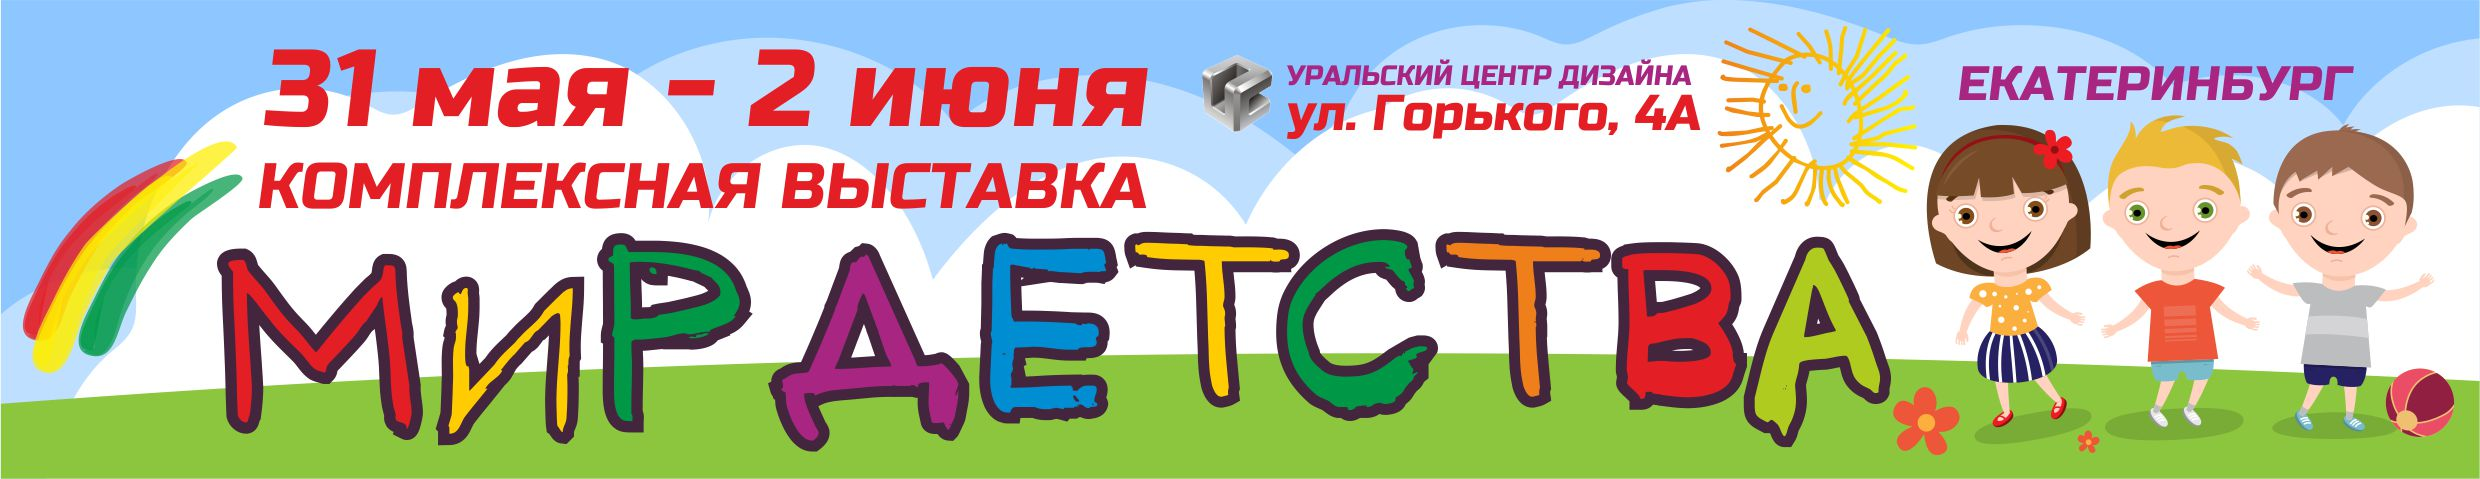 31 мая - 2 июня
КОМПЛЕКСНАЯ ВЫСТАВКА
УРАЛЬСКИЙ ЦЕНТР ДИЗАЙНА
ул. Горького, 4А
ЕКАТЕРИНБУРГ
МИР ДЕТСТВА